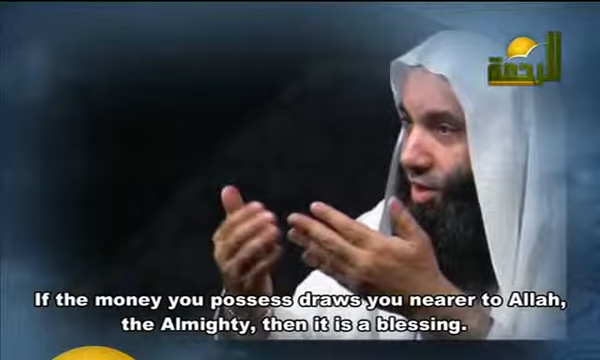 الرحمة
If the money you possess draws you nearer to Allah,
the Almighty, then it is a blessing.